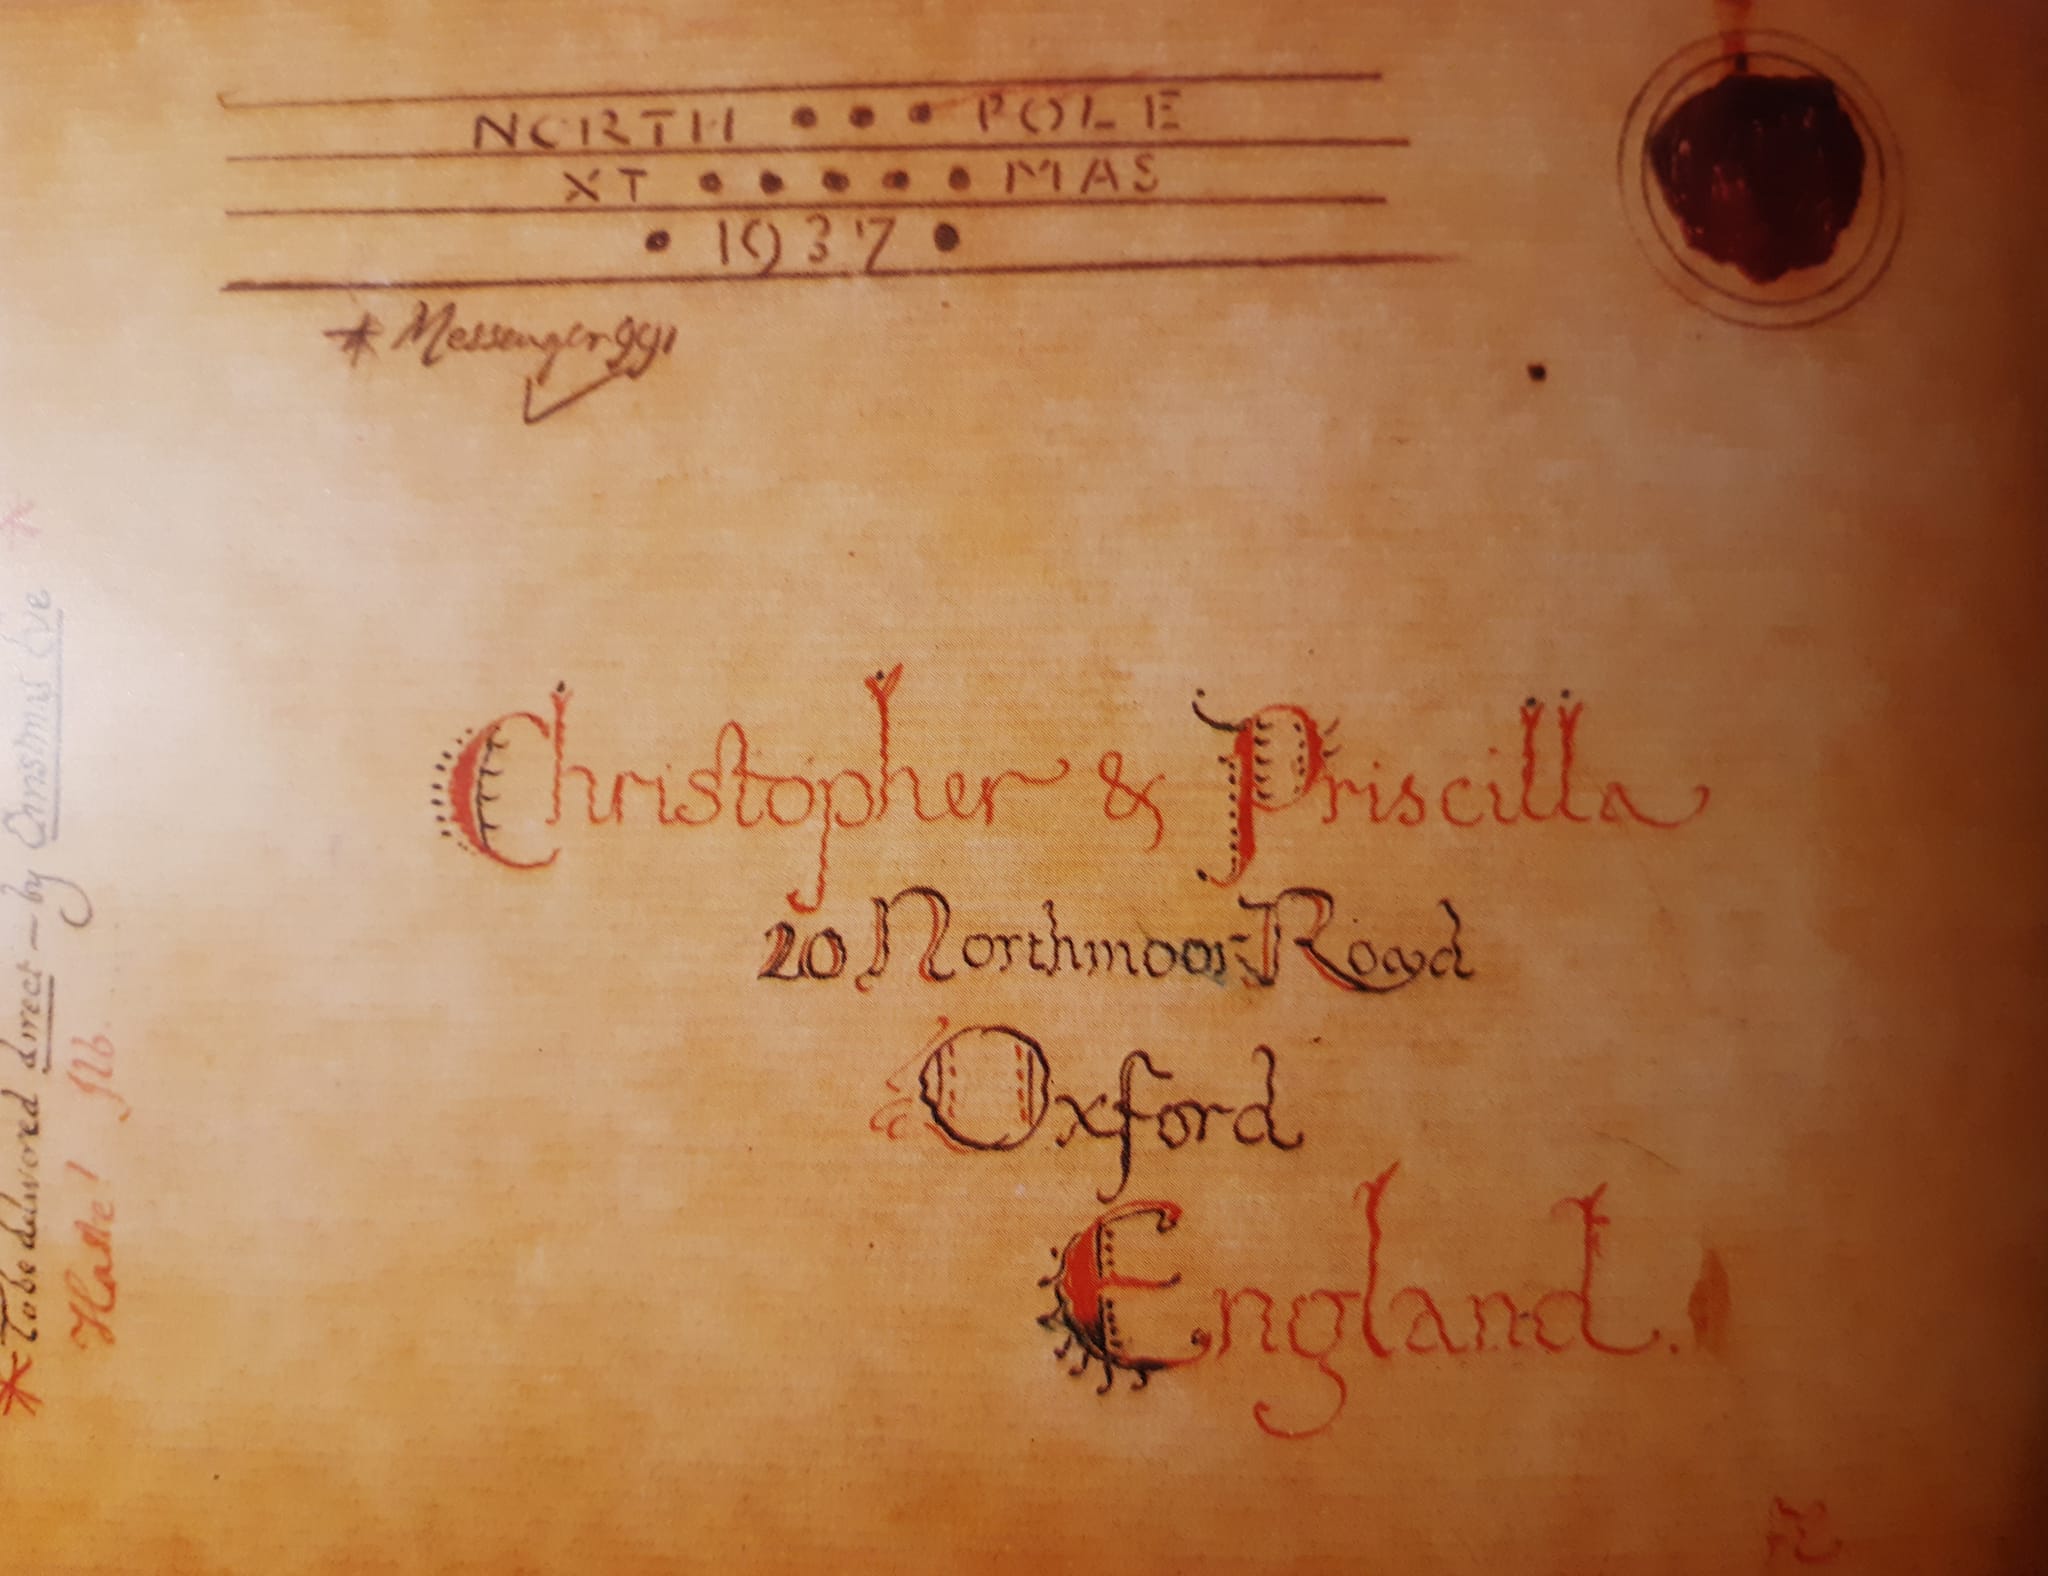 NORTH • • • POLE
XT • • • • • MAS
• 1937 •
* Messenger 991
Christopher & Priscilla
20 Northmoor Road
Oxford
England.
* To be delivered direct — by Christmas Eve *
Haste!
FC